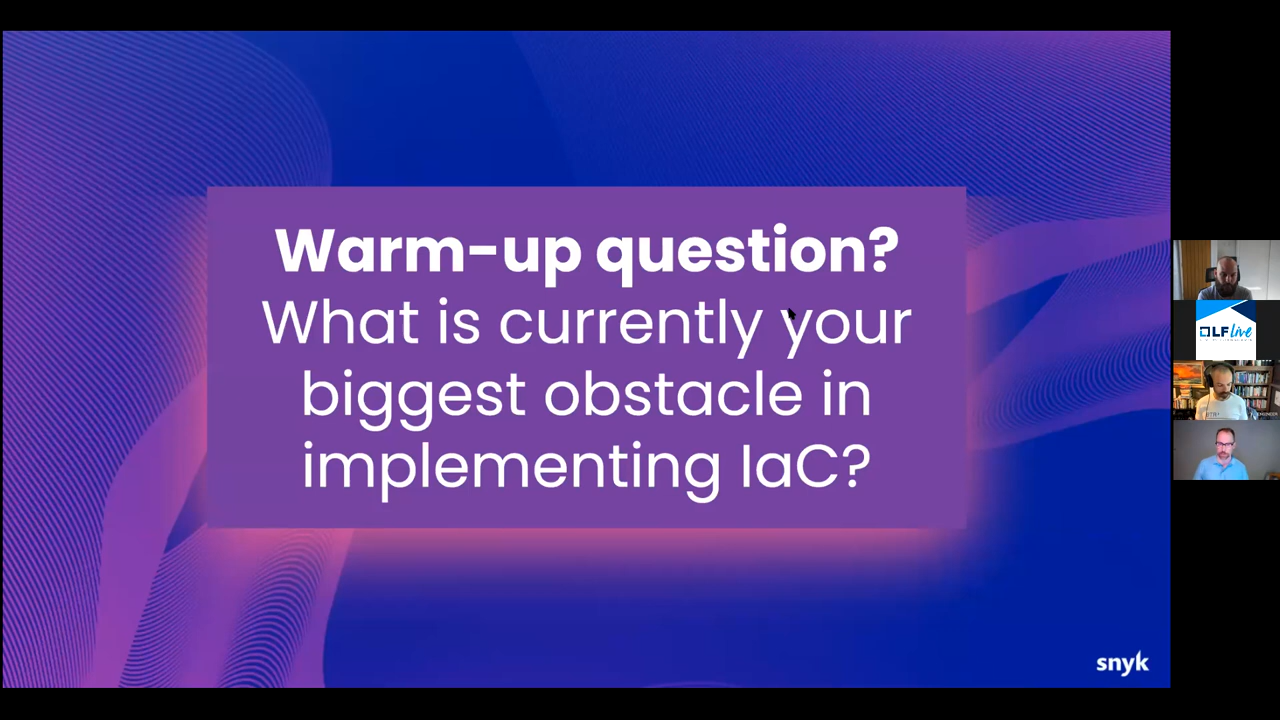 Warm-up question?
What is currently your
biggest obstacle in
implementing IaC?
LF Live
snyk